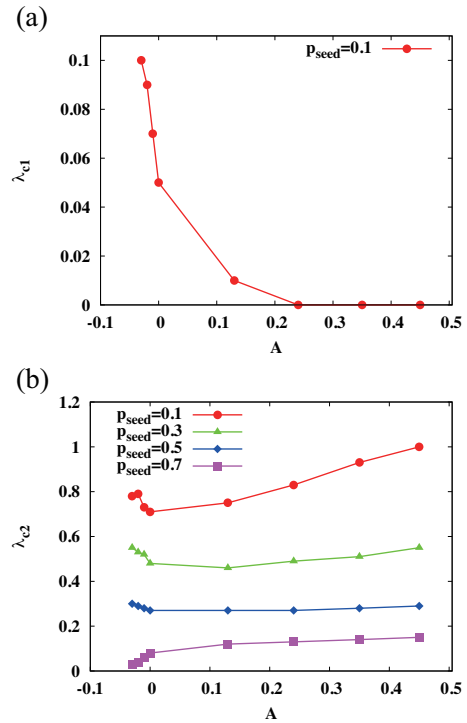 (a)
p_seed=0.1
0.1
0.08
0.06
0.04
0.02
0
λ_c1
-0.1 0 0.1 0.2 0.3 0.4 0.5
A
(b)
p_seed=0.1
p_seed=0.3
p_seed=0.5
p_seed=0.7
1.2
1
0.8
0.6
0.4
0.2
0
λ_c2
-0.1 0 0.1 0.2 0.3 0.4 0.5
A